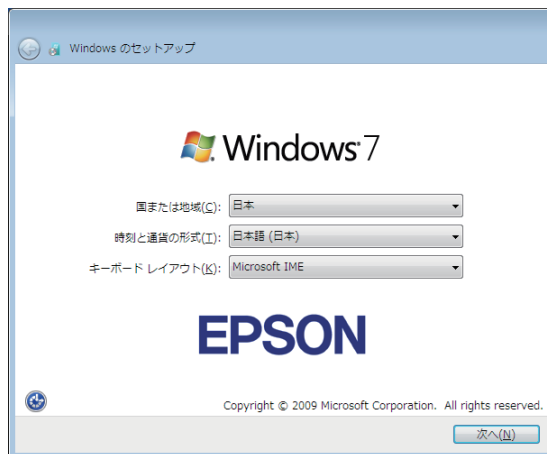 Windows のセットアップ
Windows 7
国または地域(C): 日本
時刻と通貨の形式(T): 日本語 (日本)
キーボード レイアウト(K): Microsoft IME
EPSON
Copyright © 2009 Microsoft Corporation. All rights reserved.
次へ(N)